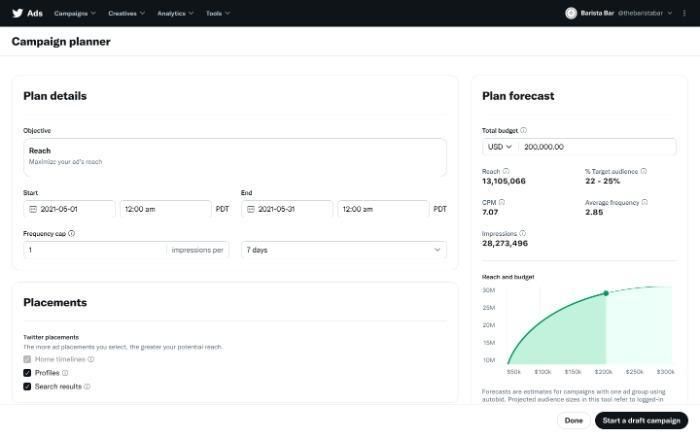 Ads Campaigns Creatives Analytics Tools Barista Bar @thebaristabar
Campaign planner
Plan details
Objective
Reach
Maximize your ad's reach
Start
End
2021-05-01 12:00 am PDT
2021-05-31 12:00 am PDT
Frequency cap
1 impressions per 7 days
Placements
Twitter placements
The more ad placements you select, the greater your potential reach.
Home timelines
Profiles
Search results
Plan forecast
Total budget
USD 200,000.00
Reach
13,105,066
% Target audience
22 - 25%
CPM
7.07
Average frequency
2.85
Impressions
28,273,496
Reach and budget
30M
25M
20M
15M
10M
$50k $100k $150k $200k $250k $300k
Forecasts are estimates for campaigns with one ad group using
autobid. Projected audience sizes in this tool refer to logged-in
Done
Start a draft campaign